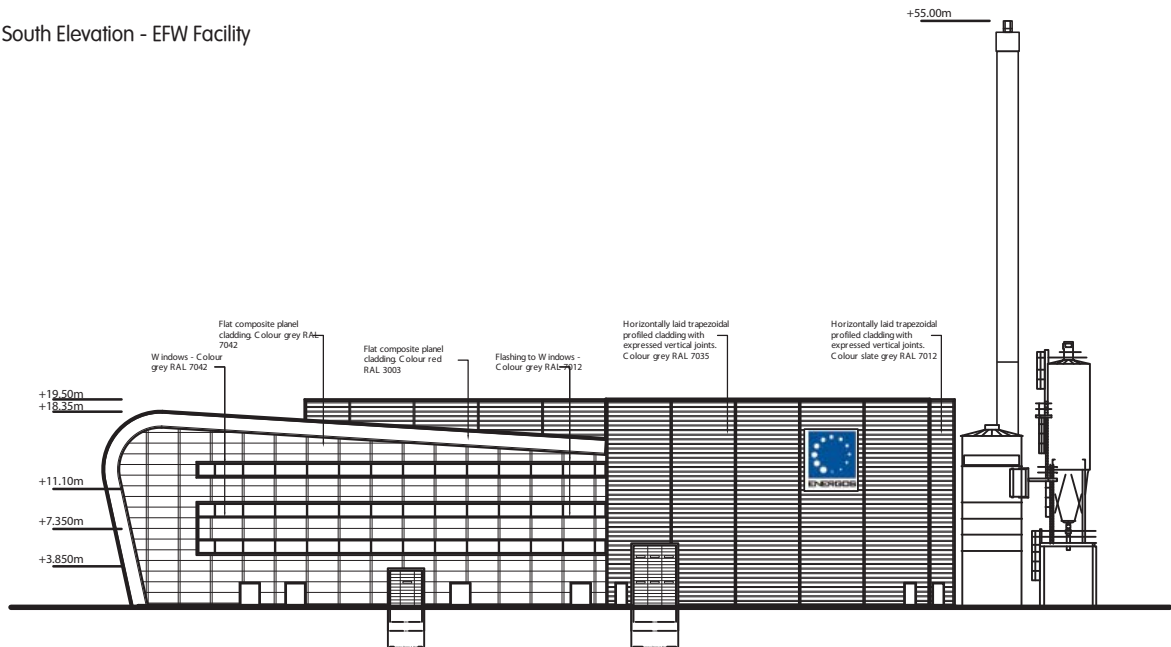 South Elevation - EFW Facility
+55.00m
Flat composite panel
cladding. Colour grey RAL
7042
Windows - Colour
grey RAL 7042
Flat composite panel
cladding. Colour red
RAL 3003
Flashing to Windows -
Colour grey RAL 7012
Horizontally laid trapezoidal
profiled cladding with
expressed vertical joints.
Colour grey RAL 7035
Horizontally laid trapezoidal
profiled cladding with
expressed vertical joints.
Colour slate grey RAL 7012
+19.50m
+18.35m
+11.10m
+7.350m
+3.850m
ENERGOS